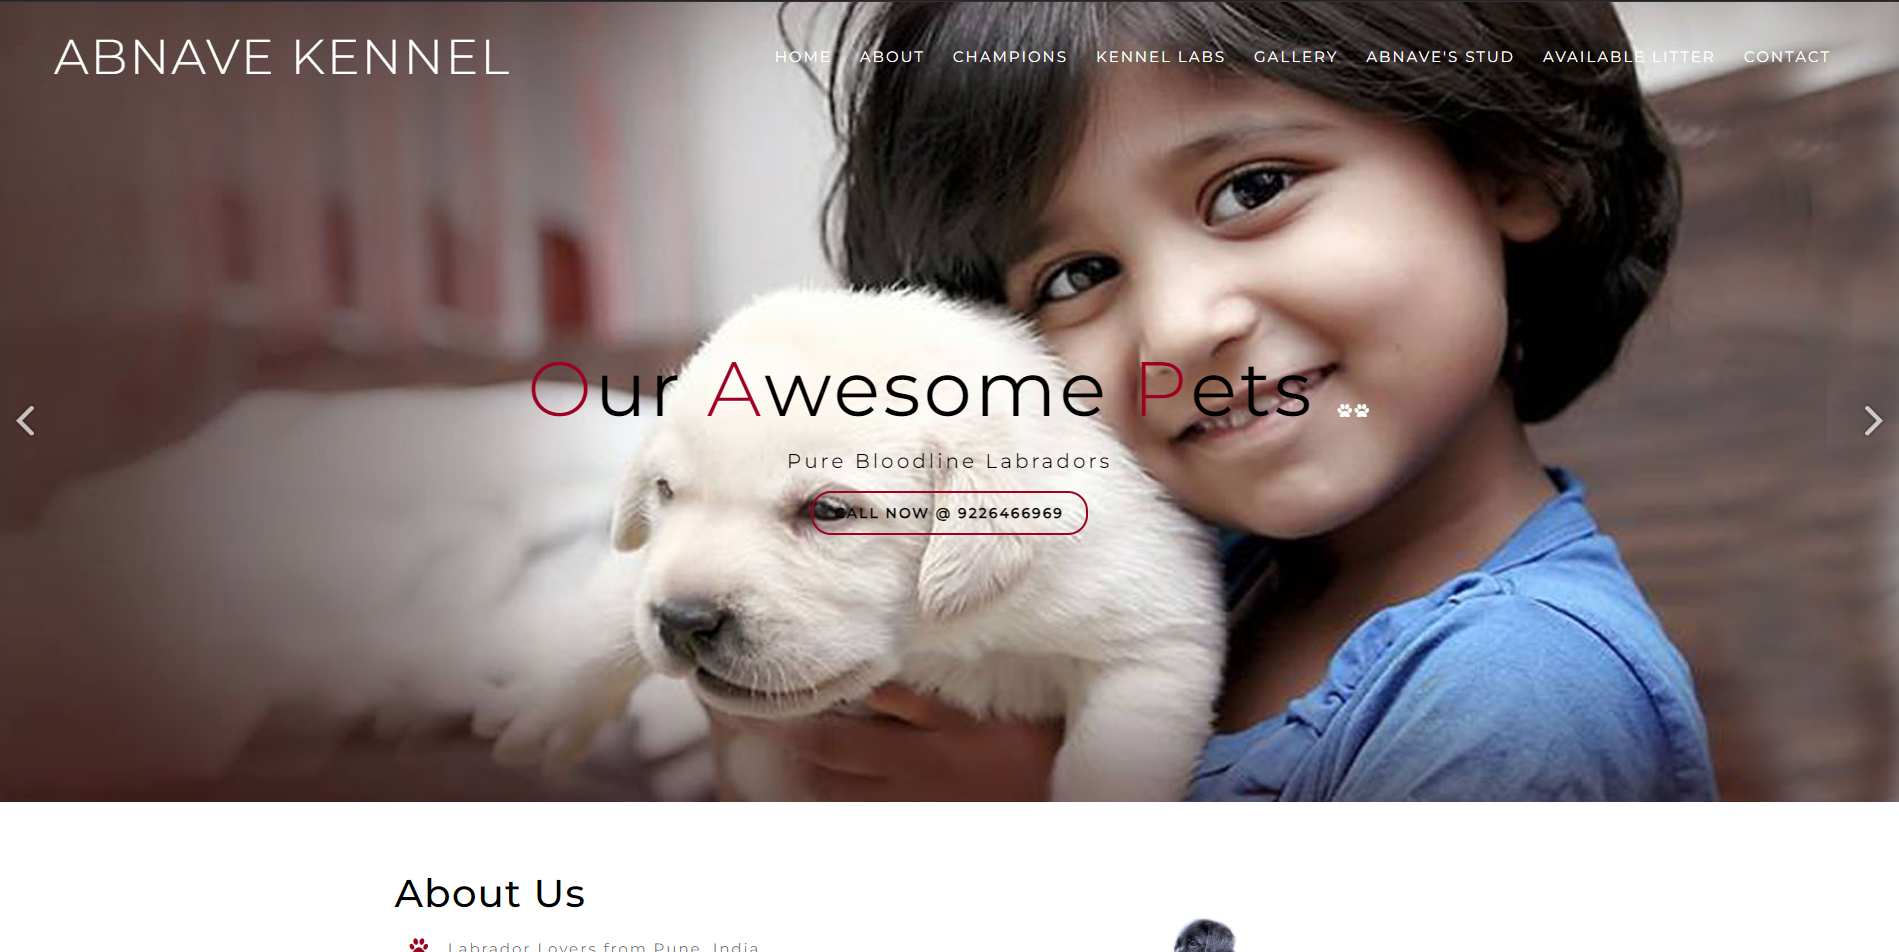 ABNAVE KENNEL
HOME ABOUT CHAMPIONS KENNEL LABS GALLERY ABNAVE'S STUD AVAILABLE LITTER CONTACT
Our Awesome Pets
Pure Bloodline Labradors
CALL NOW @ 9226466969
About Us
Labrador Lovers from Pune, India